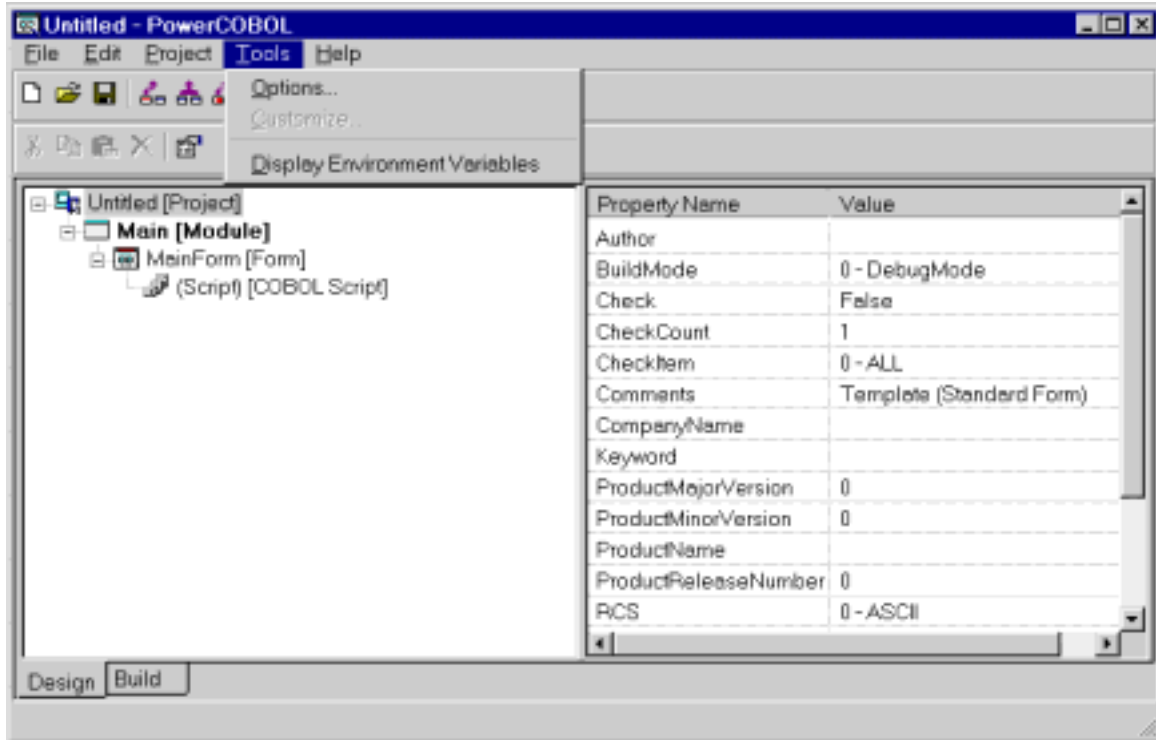 Untitled - PowerCOBOL
File Edit Project Tools Help
Options...
Customize...
Display Environment Variables
Untitled [Project]
Main [Module]
MainForm [Form]
(Script) [COBOL Script]
Property Name Value
Author
BuildMode 0 - DebugMode
Check False
CheckCount 1
CheckItem 0 - ALL
Comments Template (Standard Form)
CompanyName
Keyword
ProductMajorVersion 0
ProductMinorVersion 0
ProductName
ProductReleaseNumber 0
RCS 0 - ASCII
Design Build